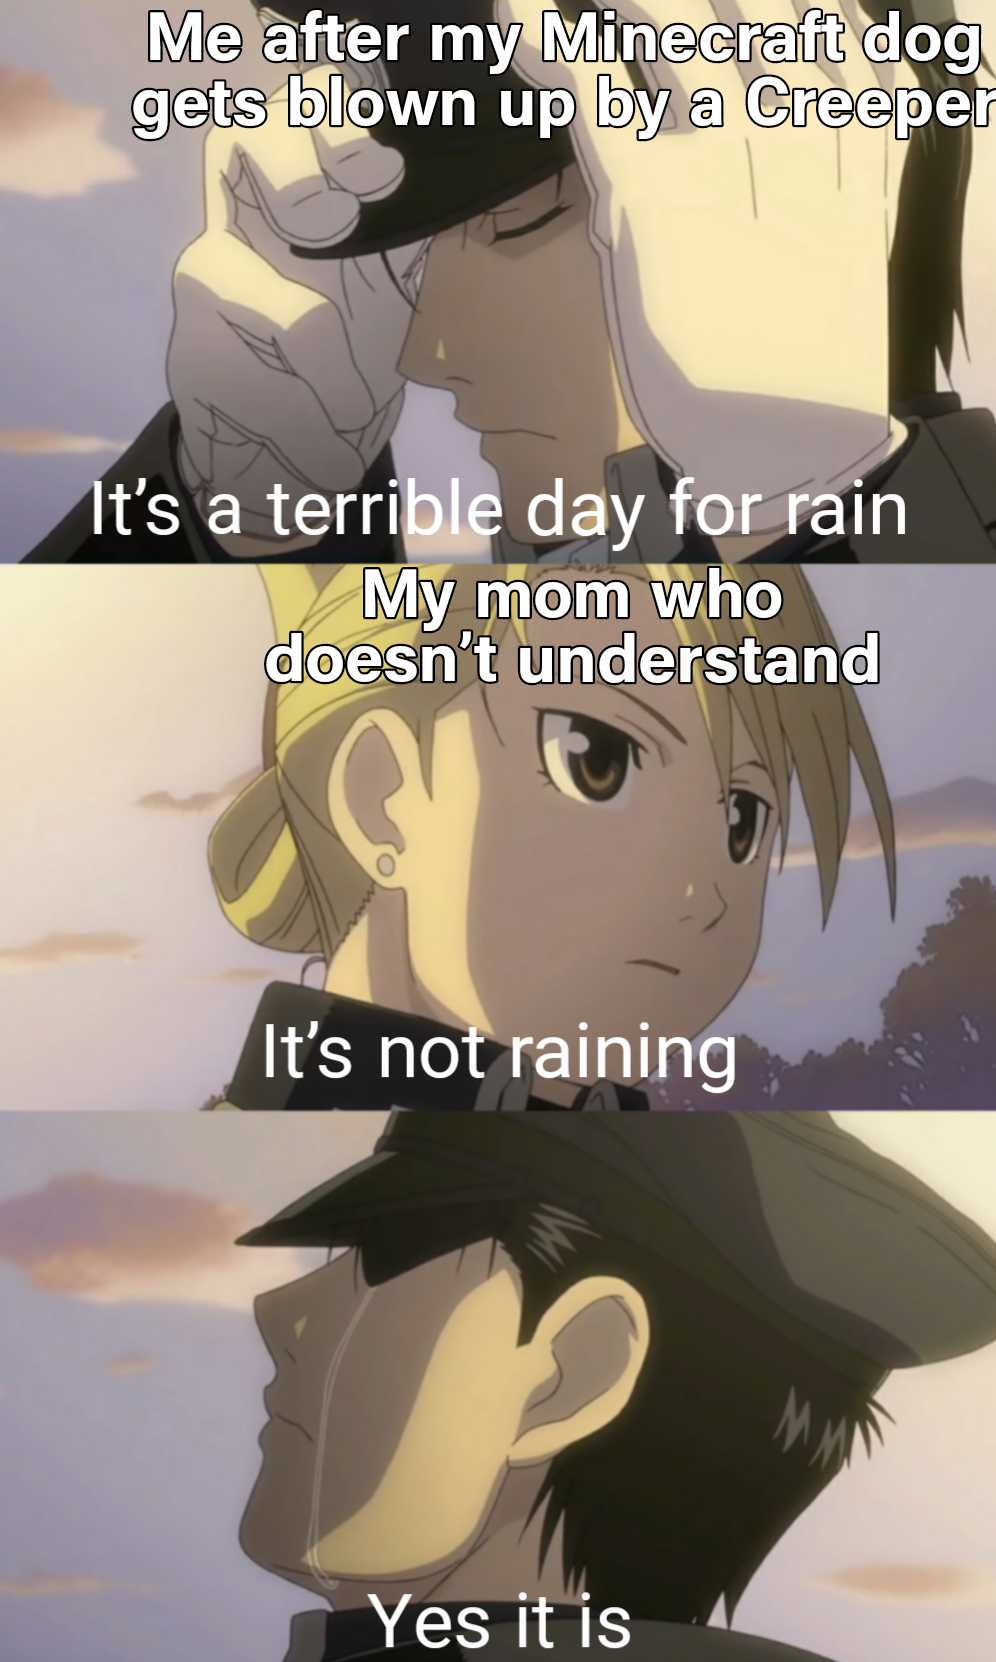 Me after my Minecraft dog
gets blown up by a Creeper
It's a terrible day for rain
My mom who
doesn't understand
It's not raining
Yes it is